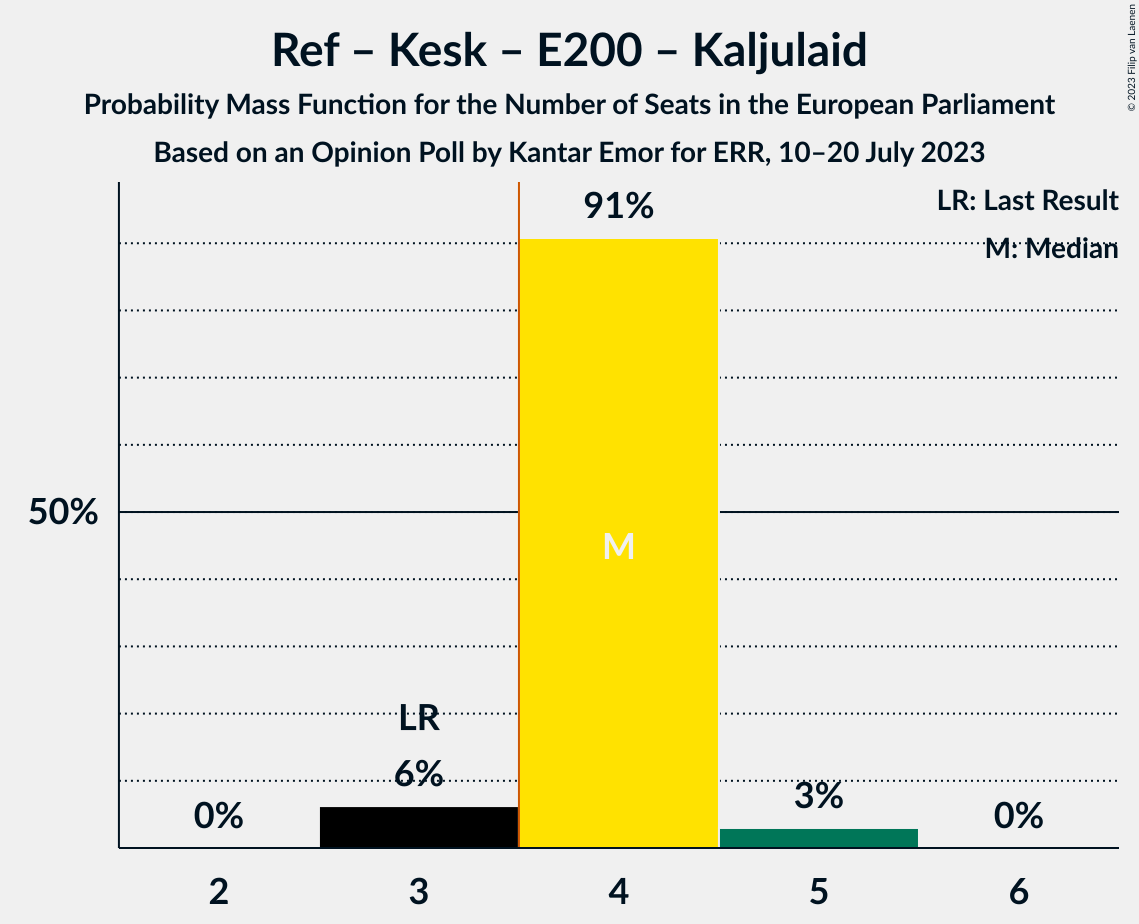 Ref – Kesk – E200 – Kaljulaid
Probability Mass Function for the Number of Seats in the European Parliament
Based on an Opinion Poll by Kantar Emor for ERR, 10–20 July 2023
© 2023 Filip van Laenen
LR: Last Result
M: Median
91%
50%
M
LR
6%
3%
0%
0%
2
3
4
5
6